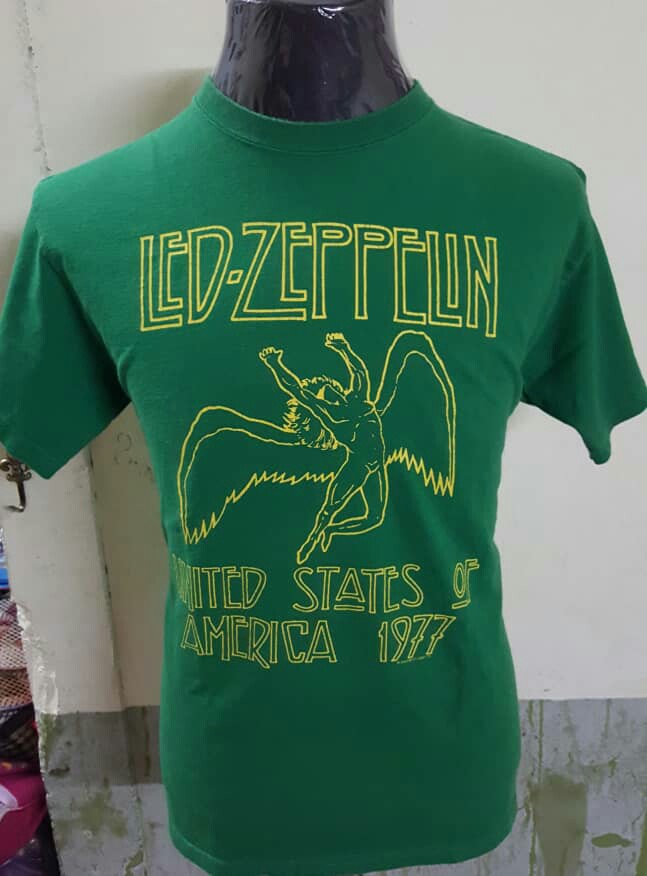 LED-ZEPPELIN
UNITED STATES OF
AMERICA 1977